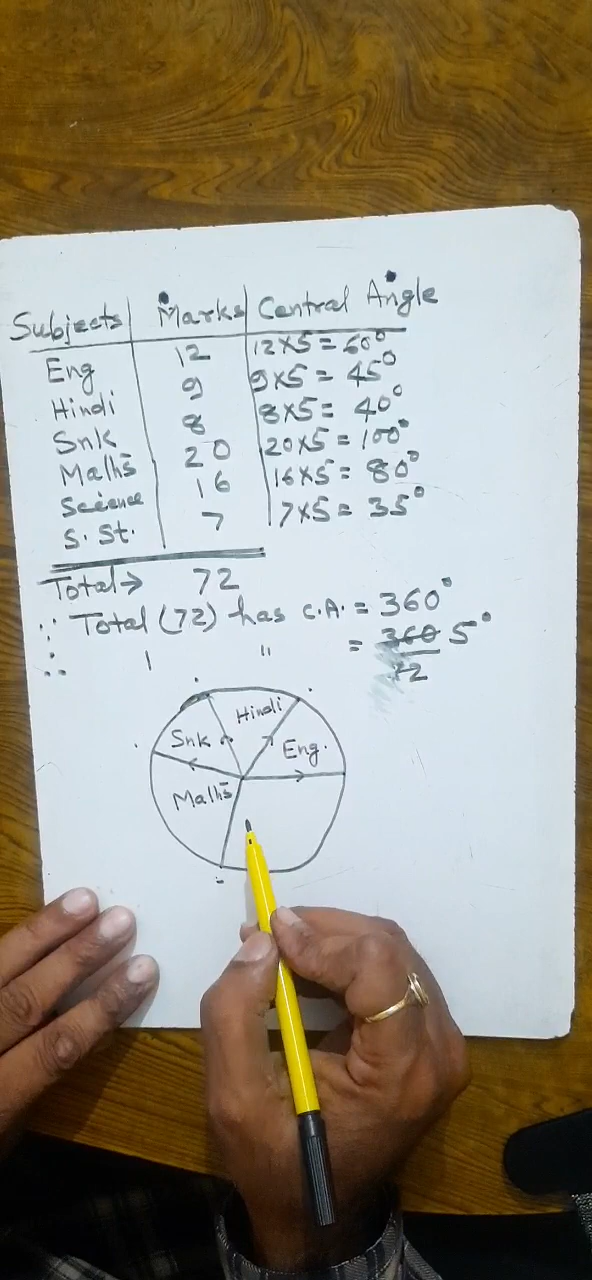 Subjects Marks Central Angle
Eng 12 12×5 = 60°
Hindi 9 9×5 = 45°
Snk 8 8×5 = 40°
Maths 20 20×5 = 100°
Science 16 16×5 = 80°
S.St. 7 7×5 = 35°
Total → 72
∵ Total (72) has C.A. = 360°
∴ 1 " = 360/72 5°
Hindi
Snk
Eng.
Maths